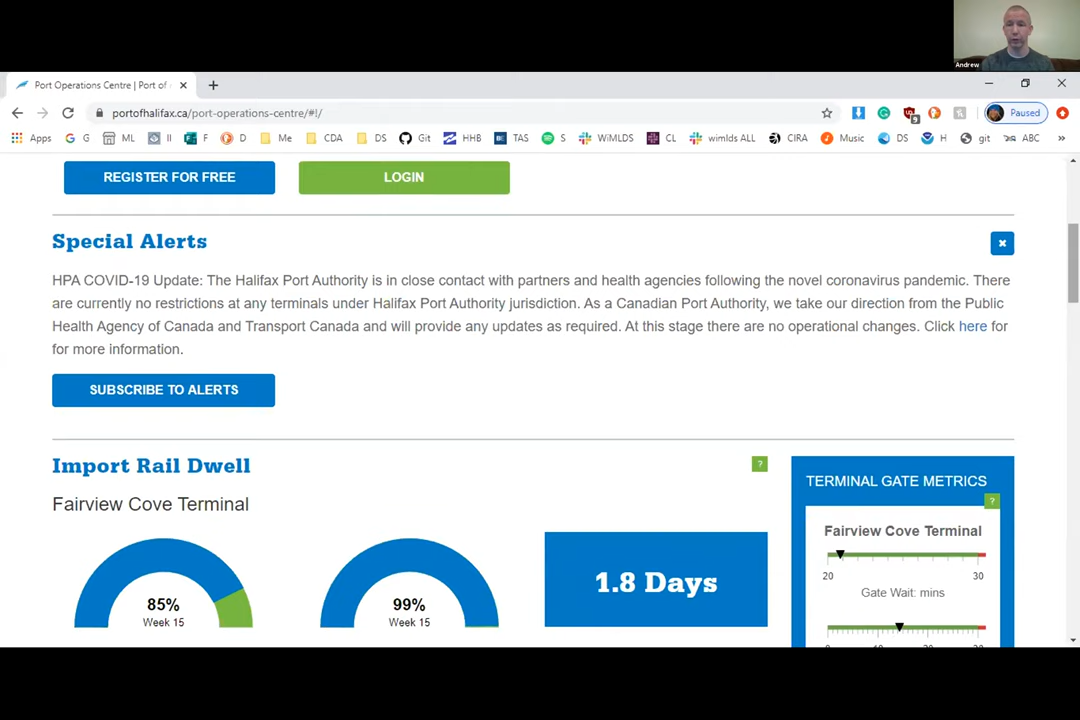 Andrew
Port Operations Centre | Port of
portofhalifax.ca/port-operations-centre/#!/
9
Paused
Apps G ML II F D Me CDA DS Git HHB TAS S WiMLDS CL wimlds ALL CIRA Music DS H git ABC »
REGISTER FOR FREE LOGIN
Special Alerts
HPA COVID-19 Update: The Halifax Port Authority is in close contact with partners and health agencies following the novel coronavirus pandemic. There
are currently no restrictions at any terminals under Halifax Port Authority jurisdiction. As a Canadian Port Authority, we take our direction from the Public
Health Agency of Canada and Transport Canada and will provide any updates as required. At this stage there are no operational changes. Click here for
for more information.
SUBSCRIBE TO ALERTS
Import Rail Dwell ?
Fairview Cove Terminal
85%
Week 15
99%
Week 15
1.8 Days
TERMINAL GATE METRICS
?
Fairview Cove Terminal
20 30
Gate Wait: mins